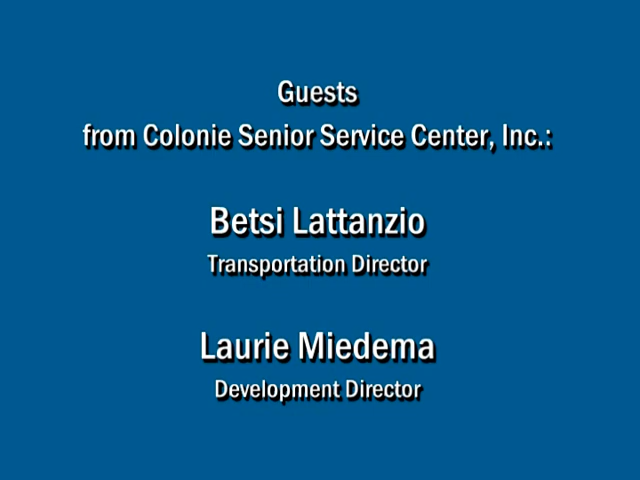 Guests
from Colonie Senior Service Center, Inc.:
Betsi Lattanzio
Transportation Director
Laurie Miedema
Development Director